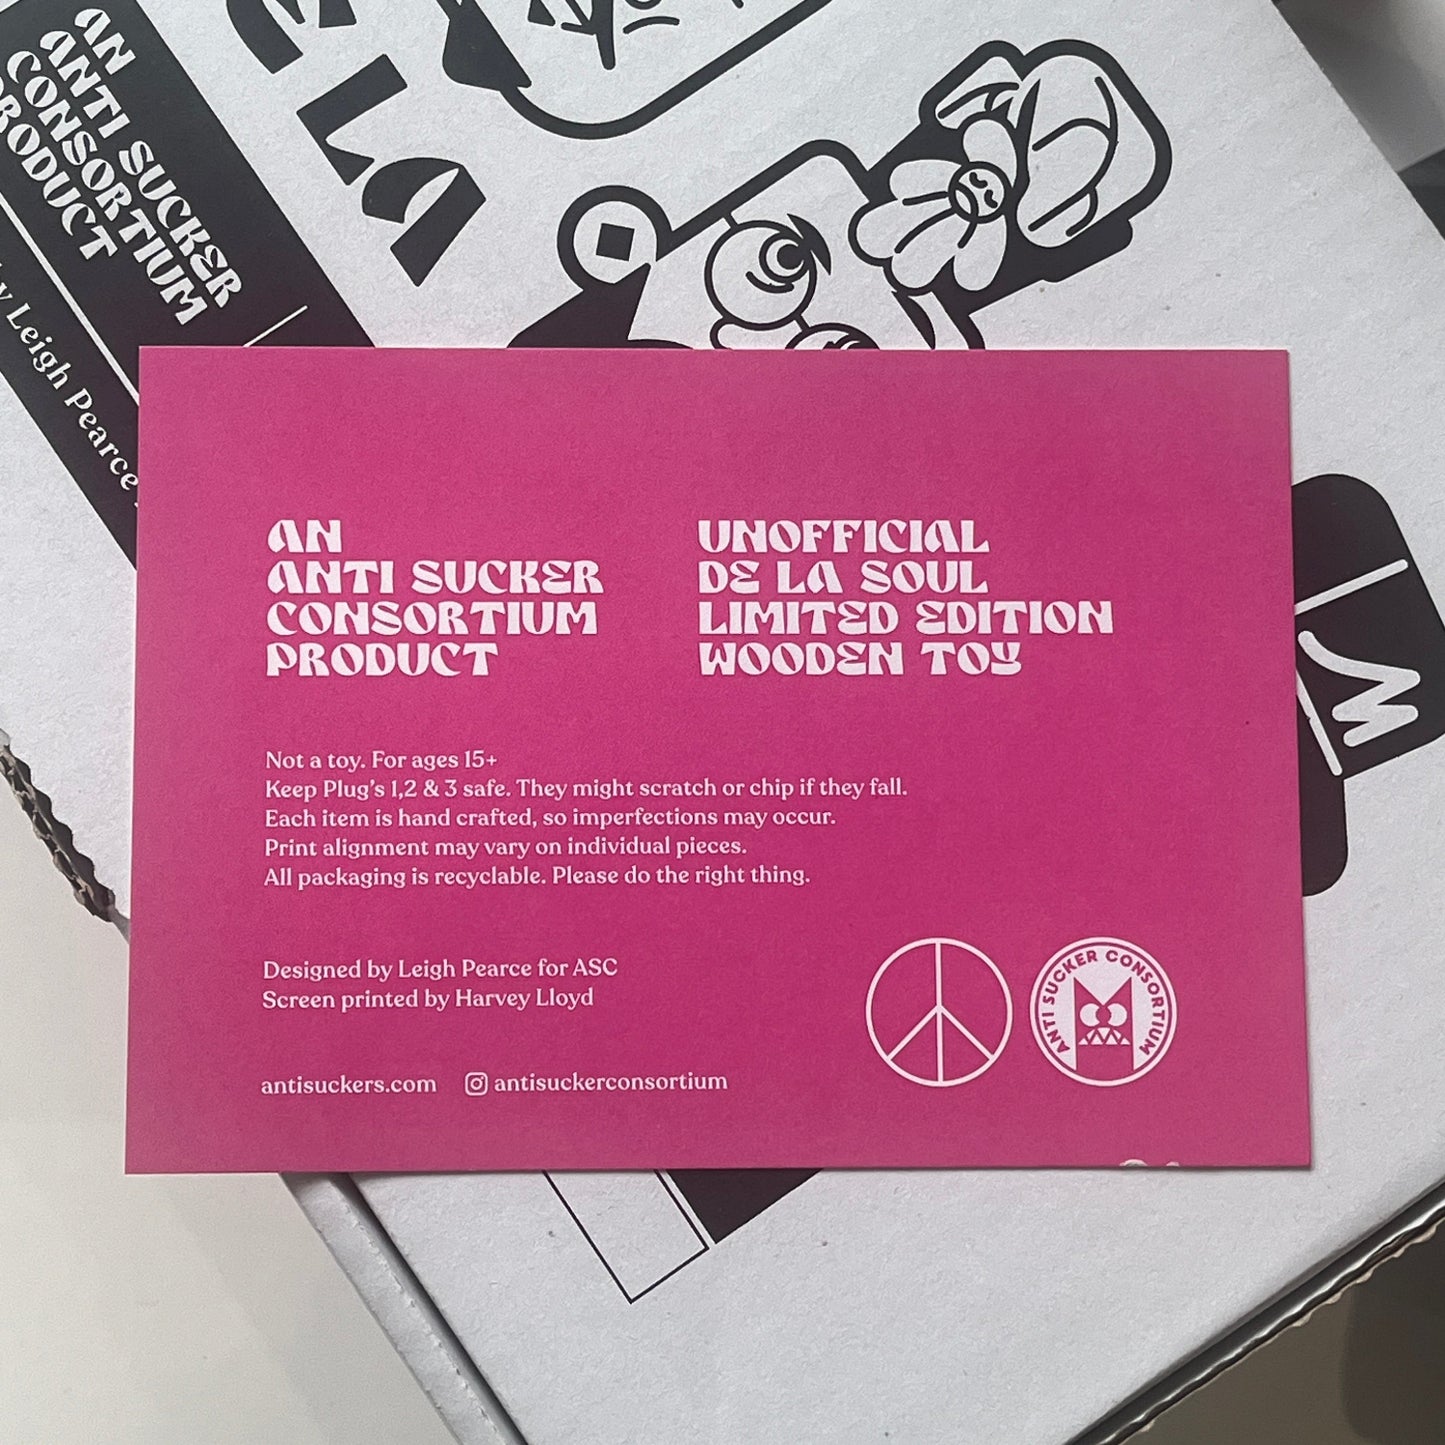 AN
ANTI SUCKER
CONSORTIUM
PRODUCT
y Leigh Pearce
LA
AN
ANTI SUCKER
CONSORTIUM
PRODUCT
UNOFFICIAL
DE LA SOUL
LIMITED EDITION
WOODEN TOY
Not a toy. For ages 15+
Keep Plug's 1,2 & 3 safe. They might scratch or chip if they fall.
Each item is hand crafted, so imperfections may occur.
Print alignment may vary on individual pieces.
All packaging is recyclable. Please do the right thing.
Designed by Leigh Pearce for ASC
Screen printed by Harvey Lloyd
antisuckers.com
antisuckerconsortium
ANTI SUCKER CONSORTIUM